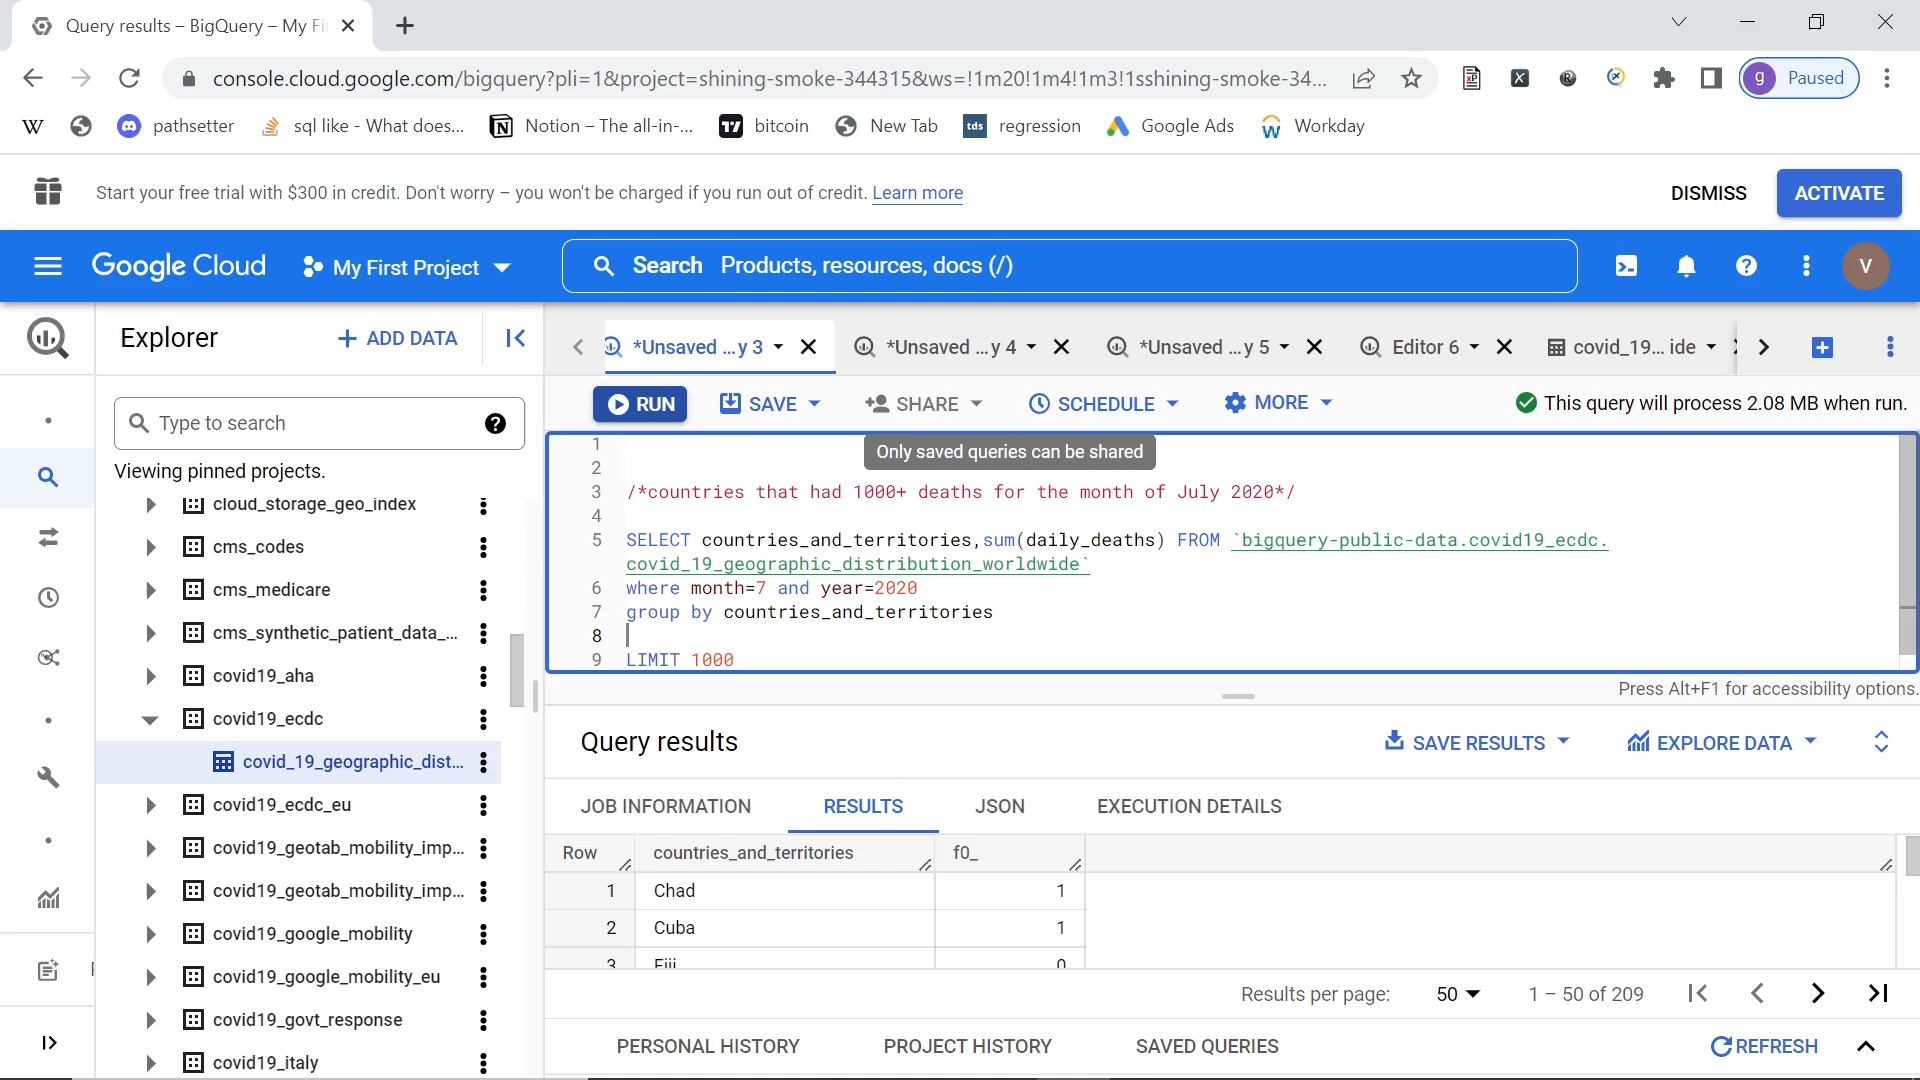 Query results – BigQuery – My Fi
console.cloud.google.com/bigquery?pli=1&project=shining-smoke-344315&ws=!1m20!1m4!1m3!1sshining-smoke-34...
g Paused
W pathsetter sql like - What does... Notion – The all-in-... bitcoin New Tab tds regression Google Ads Workday
Start your free trial with $300 in credit. Don't worry – you won't be charged if you run out of credit. Learn more
DISMISS
ACTIVATE
Google Cloud
My First Project
Search Products, resources, docs (/)
V
Explorer
+ ADD DATA
*Unsaved ...y 3
*Unsaved ...y 4
*Unsaved ...y 5
Editor 6
covid_19... ide
RUN
SAVE
SHARE
SCHEDULE
MORE
This query will process 2.08 MB when run.
Only saved queries can be shared
Type to search
Viewing pinned projects.
cloud_storage_geo_index
cms_codes
cms_medicare
cms_synthetic_patient_data_...
covid19_aha
covid19_ecdc
covid_19_geographic_dist...
covid19_ecdc_eu
covid19_geotab_mobility_imp...
covid19_geotab_mobility_imp...
covid19_google_mobility
covid19_google_mobility_eu
covid19_govt_response
covid19_italy
1
2
3 /*countries that had 1000+ deaths for the month of July 2020*/
4
5 SELECT countries_and_territories,sum(daily_deaths) FROM `bigquery-public-data.covid19_ecdc.
covid_19_geographic_distribution_worldwide`
6 where month=7 and year=2020
7 group by countries_and_territories
8
9 LIMIT 1000
Press Alt+F1 for accessibility options.
Query results
SAVE RESULTS
EXPLORE DATA
JOB INFORMATION
RESULTS
JSON
EXECUTION DETAILS
Row countries_and_territories f0_
1 Chad 1
2 Cuba 1
3 Fiji 0
Results per page: 50 1 – 50 of 209
PERSONAL HISTORY
PROJECT HISTORY
SAVED QUERIES
REFRESH